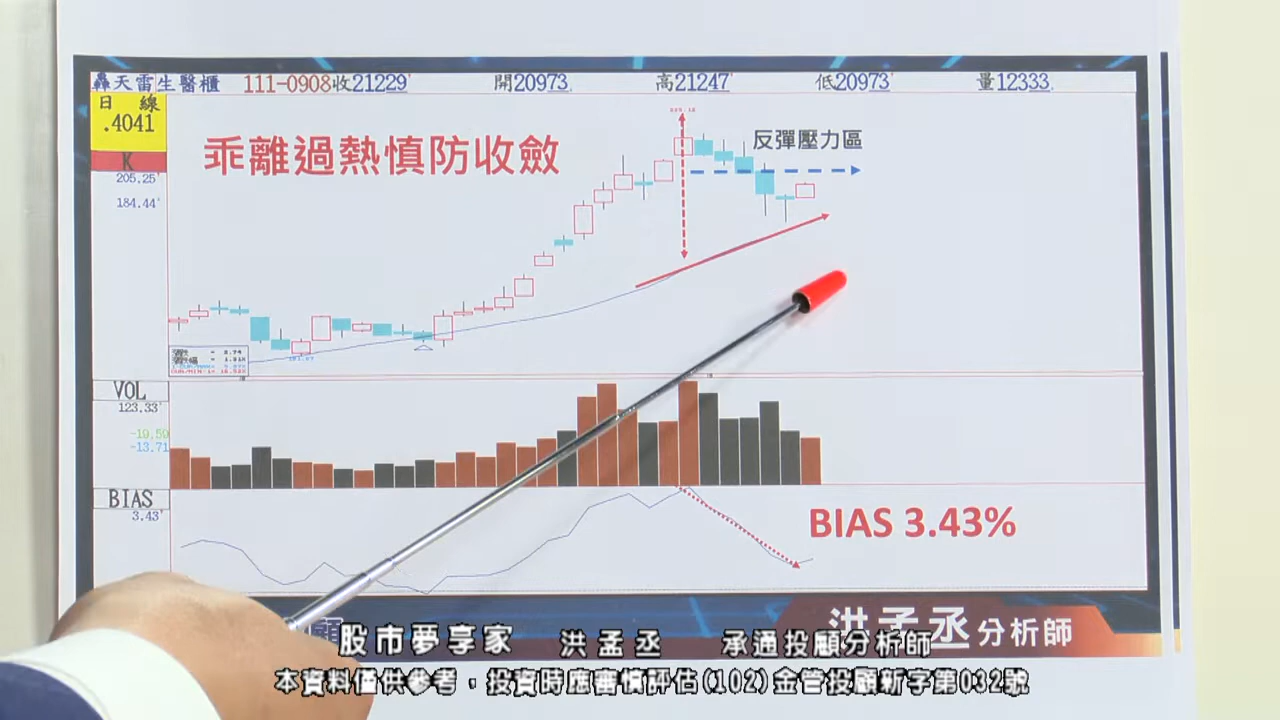 轟天雷生醫櫃 111-0908收21229' 開20973. 高21247' 低20973' 量12333.
日 線
.4041
K
205.25'
184.44'
乖離過熱慎防收斂
反彈壓力區
VOL
123.33'
-19.59
-13.71
BIAS
3.43'
BIAS 3.43%
洪孟丞分析師
股市夢享家 洪孟丞 承通投顧分析師
本資料僅供參考，投資時應審慎評估(102)金管投顧新字第032號